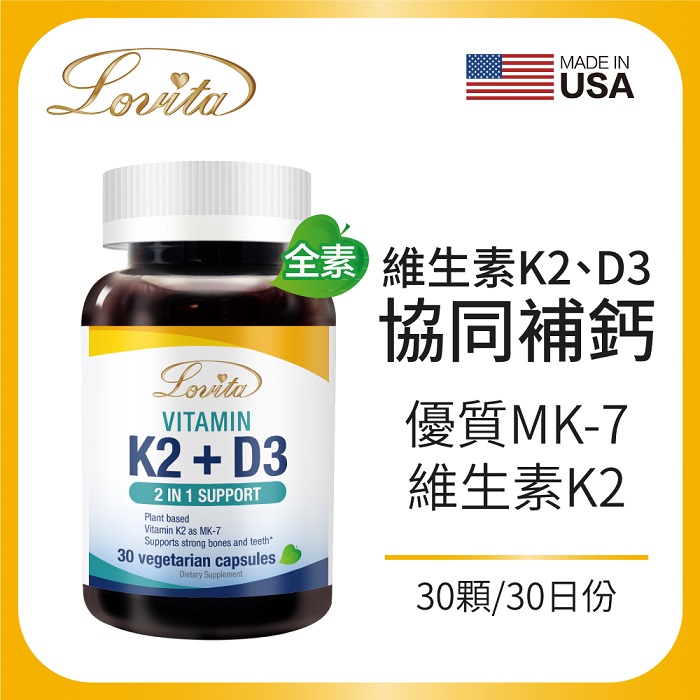 Lovita
MADE IN
USA
全素
維生素K2、D3
協同補鈣
優質MK-7
維生素K2
30顆/30日份
Lovita
VITAMIN
K2 + D3
2 IN 1 SUPPORT
Plant based
Vitamin K2 as MK-7
Supports strong bones and teeth*
30 vegetarian capsules
Dietary Supplement